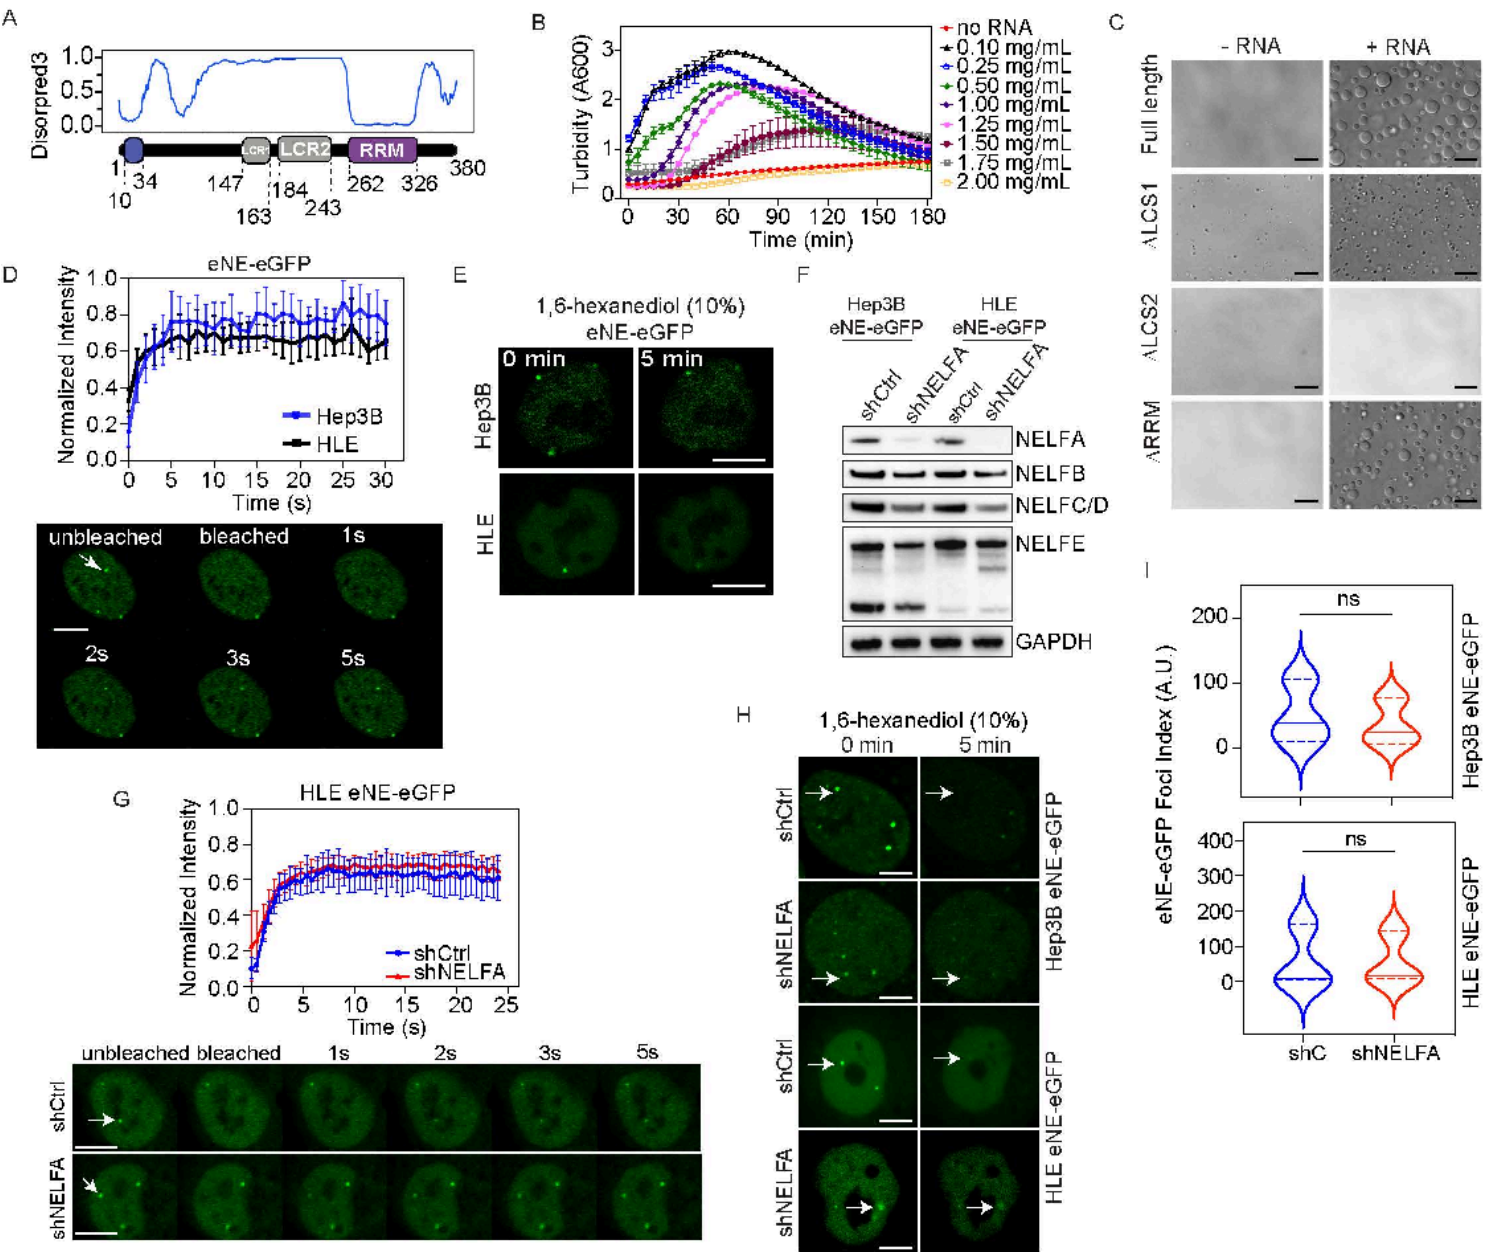 A
Disorpred3
1.0
0.5
0.0
LCR1
LCR2
RRM
1
34
147
184
262
326
380
10
163
243
B
Turbidity (A600)
3
2
1
0
0 30 60 90 120 150 180
Time (min)
no RNA
0.10 mg/mL
0.25 mg/mL
0.50 mg/mL
1.00 mg/mL
1.25 mg/mL
1.50 mg/mL
1.75 mg/mL
2.00 mg/mL
C
- RNA
+ RNA
Full length
ΔLCS1
ΔLCS2
ΔRRM
D
eNE-eGFP
Normalized Intensity
1.0
0.8
0.6
0.4
0.2
0.0
Hep3B
HLE
0 5 10 15 20 25 30
Time (s)
unbleached
bleached
1s
2s
3s
5s
E
1,6-hexanediol (10%)
eNE-eGFP
0 min
5 min
Hep3B
HLE
F
Hep3B
eNE-eGFP
HLE
eNE-eGFP
shCtrl
shNELFA
shCtrl
shNELFA
NELFA
NELFB
NELFC/D
NELFE
GAPDH
G
HLE eNE-eGFP
Normalized Intensity
1.0
0.8
0.6
0.4
0.2
0.0
shCtrl
shNELFA
0 5 10 15 20 25
Time (s)
unbleached
bleached
1s
2s
3s
5s
shCtrl
shNELFA
H
1,6-hexanediol (10%)
0 min
5 min
shCtrl
shNELFA
Hep3B eNE-eGFP
shCtrl
shNELFA
HLE eNE-eGFP
I
eNE-eGFP Foci Index (A.U.)
200
100
0
ns
Hep3B eNE-eGFP
400
300
200
100
0
ns
HLE eNE-eGFP
shC
shNELFA